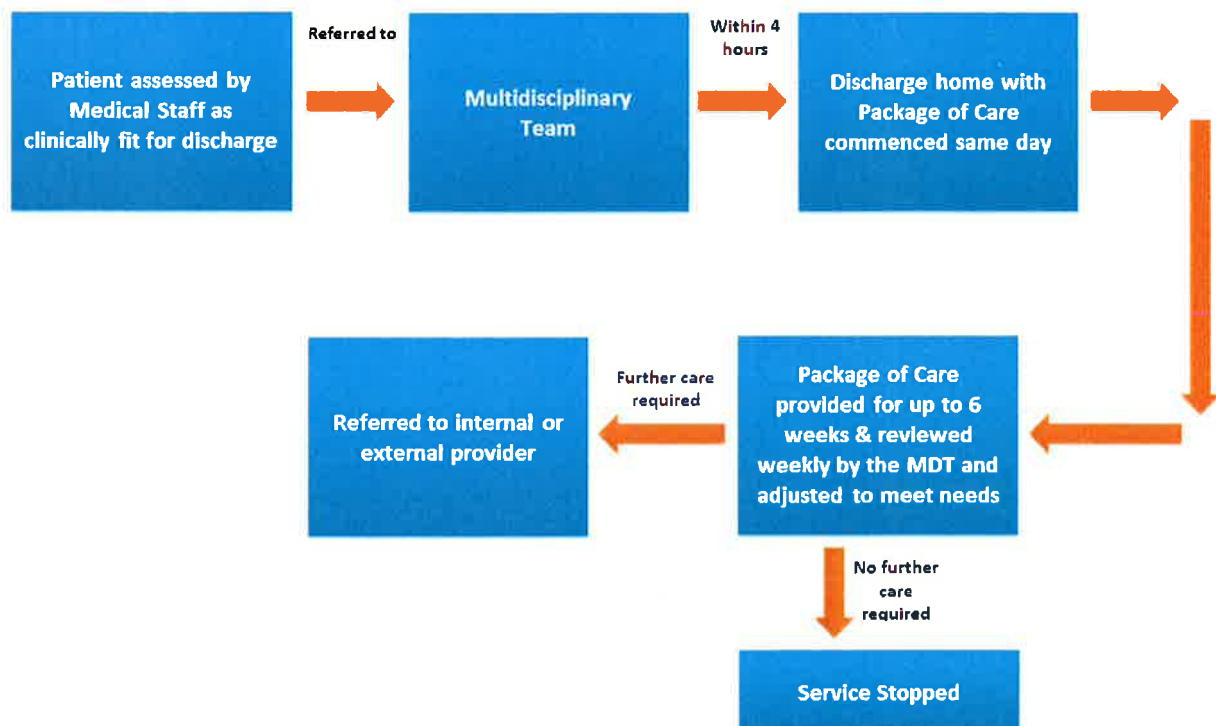 Patient assessed by
Medical Staff as
clinically fit for discharge
Referred to
Multidisciplinary
Team
Within 4
hours
Discharge home with
Package of Care
commenced same day
Package of Care
provided for up to 6
weeks & reviewed
weekly by the MDT and
adjusted to meet needs
Further care
required
Referred to internal or
external provider
No further
care
required
Service Stopped